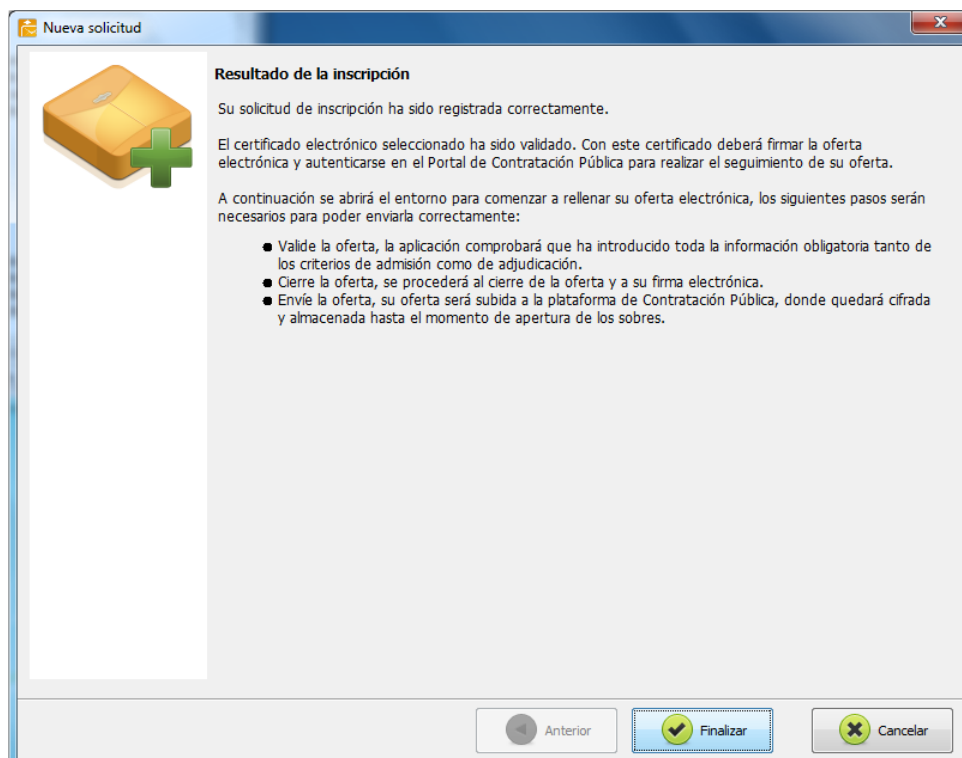 Nueva solicitud
Resultado de la inscripción
Su solicitud de inscripción ha sido registrada correctamente.
El certificado electrónico seleccionado ha sido validado. Con este certificado deberá firmar la oferta
electrónica y autenticarse en el Portal de Contratación Pública para realizar el seguimiento de su oferta.
A continuación se abrirá el entorno para comenzar a rellenar su oferta electrónica, los siguientes pasos serán
necesarios para poder enviarla correctamente:
● Valide la oferta, la aplicación comprobará que ha introducido toda la información obligatoria tanto de
los criterios de admisión como de adjudicación.
● Cierre la oferta, se procederá al cierre de la oferta y a su firma electrónica.
● Envíe la oferta, su oferta será subida a la plataforma de Contratación Pública, donde quedará cifrada
y almacenada hasta el momento de apertura de los sobres.
Anterior
Finalizar
Cancelar